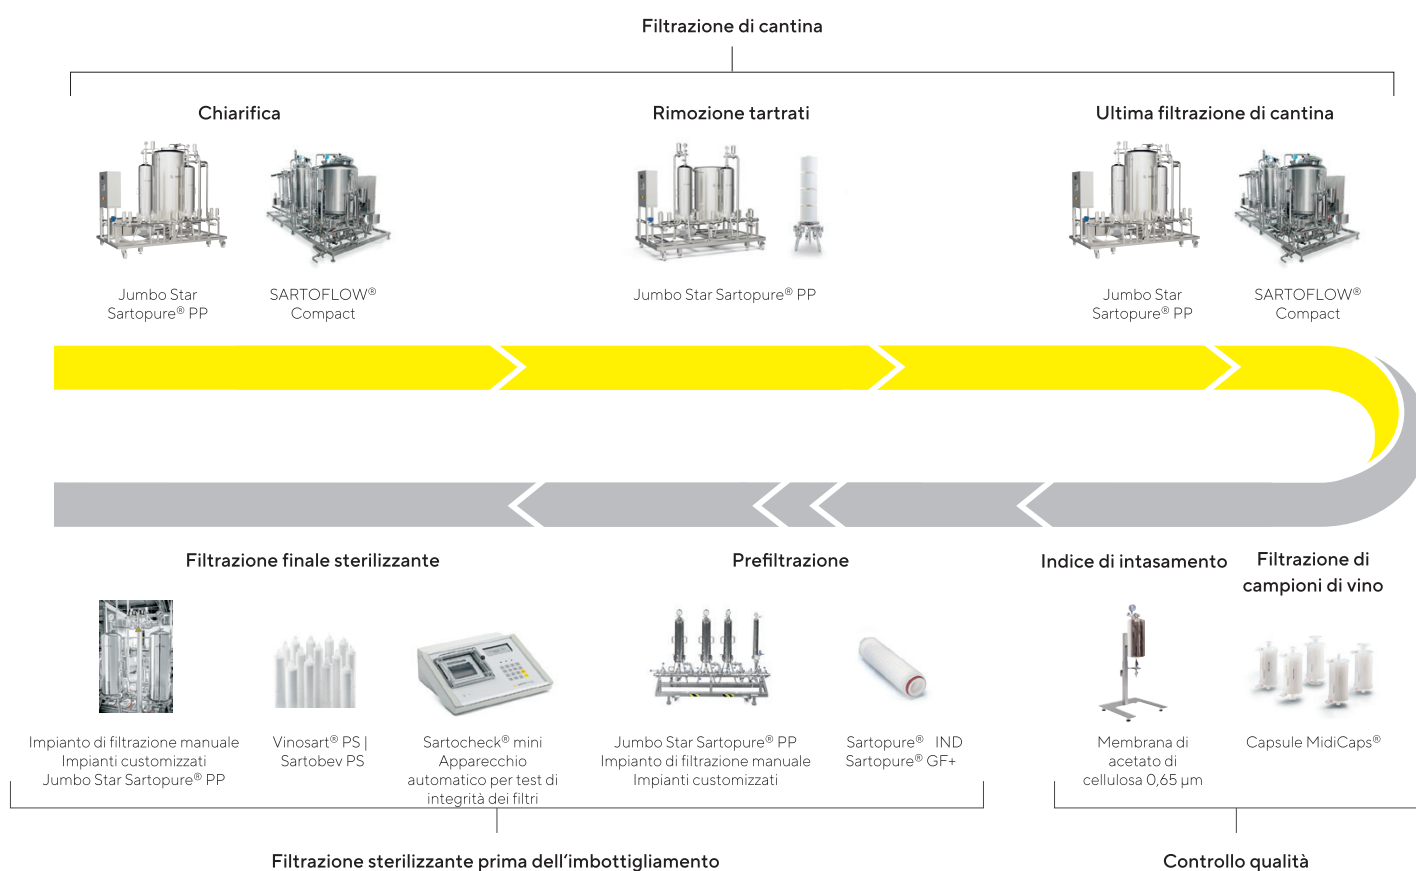 Filtrazione di cantina
Chiarifica
Rimozione tartrati
Ultima filtrazione di cantina
Jumbo Star
Sartopure® PP
SARTOFLOW®
Compact
Jumbo Star Sartopure® PP
Jumbo Star
Sartopure® PP
SARTOFLOW®
Compact
Filtrazione finale sterilizzante
Prefiltrazione
Indice di intasamento
Filtrazione di
campioni di vino
Impianto di filtrazione manuale
Impianti customizzati
Jumbo Star Sartopure® PP
Vinosart® PS |
Sartobev PS
Sartocheck® mini
Apparecchio
automatico per test di
integrità dei filtri
Jumbo Star Sartopure® PP
Impianto di filtrazione manuale
Impianti customizzati
Sartopure® IND
Sartopure® GF+
Membrana di
acetato di
cellulosa 0,65 µm
Capsule MidiCaps®
Filtrazione sterilizzante prima dell’imbottigliamento
Controllo qualità